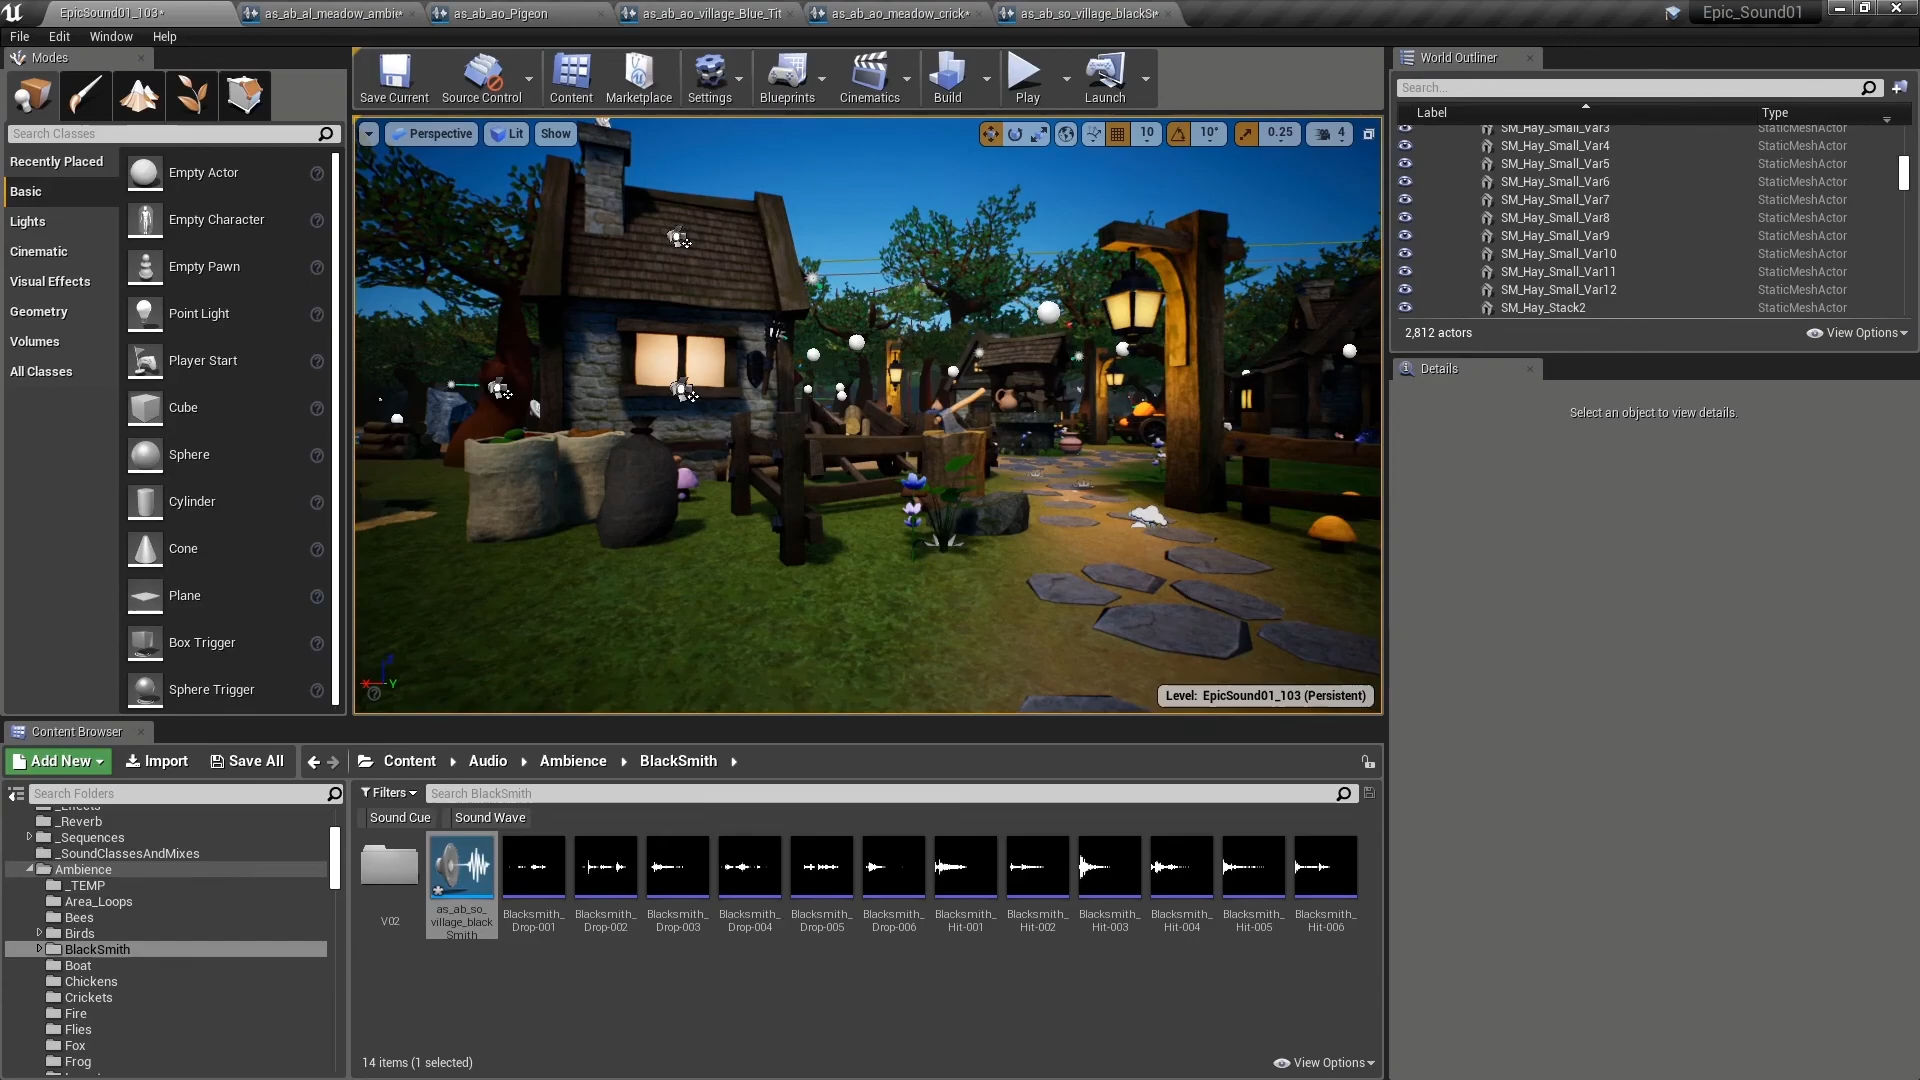 EpicSound01_103*
as_ab_al_meadow_ambi*
as_ab_ao_Pigeon
as_ab_ao_village_Blue_Tit
as_ab_ao_meadow_crick*
as_ab_so_village_blackS*
Epic_Sound01
File
Edit
Window
Help
Modes
Save Current
Source Control
Content
Marketplace
Settings
Blueprints
Cinematics
Build
Play
Launch
World Outliner
Search...
Label
Type
SM_Hay_Small_Var3 StaticMeshActor
SM_Hay_Small_Var4 StaticMeshActor
SM_Hay_Small_Var5 StaticMeshActor
SM_Hay_Small_Var6 StaticMeshActor
SM_Hay_Small_Var7 StaticMeshActor
SM_Hay_Small_Var8 StaticMeshActor
SM_Hay_Small_Var9 StaticMeshActor
SM_Hay_Small_Var10 StaticMeshActor
SM_Hay_Small_Var11 StaticMeshActor
SM_Hay_Small_Var12 StaticMeshActor
SM_Hay_Stack2 StaticMeshActor
2,812 actors
View Options
Details
Select an object to view details.
Search Classes
Recently Placed
Basic
Lights
Cinematic
Visual Effects
Geometry
Volumes
All Classes
Empty Actor
Empty Character
Empty Pawn
Point Light
Player Start
Cube
Sphere
Cylinder
Cone
Plane
Box Trigger
Sphere Trigger
Perspective
Lit
Show
10
10°
0.25
4
X
Y
Level: EpicSound01_103 (Persistent)
Content Browser
Add New
Import
Save All
Content
Audio
Ambience
BlackSmith
Search Folders
Filters
Search BlackSmith
Sound Cue
Sound Wave
_Effects
_Reverb
_Sequences
_SoundClassesAndMixes
Ambience
_TEMP
Area_Loops
Bees
Birds
BlackSmith
Boat
Chickens
Crickets
Fire
Flies
Fox
Frog
V02
as_ab_so_
village_black
Smith
Blacksmith_
Drop-001
Blacksmith_
Drop-002
Blacksmith_
Drop-003
Blacksmith_
Drop-004
Blacksmith_
Drop-005
Blacksmith_
Drop-006
Blacksmith_
Hit-001
Blacksmith_
Hit-002
Blacksmith_
Hit-003
Blacksmith_
Hit-004
Blacksmith_
Hit-005
Blacksmith_
Hit-006
14 items (1 selected)
View Options